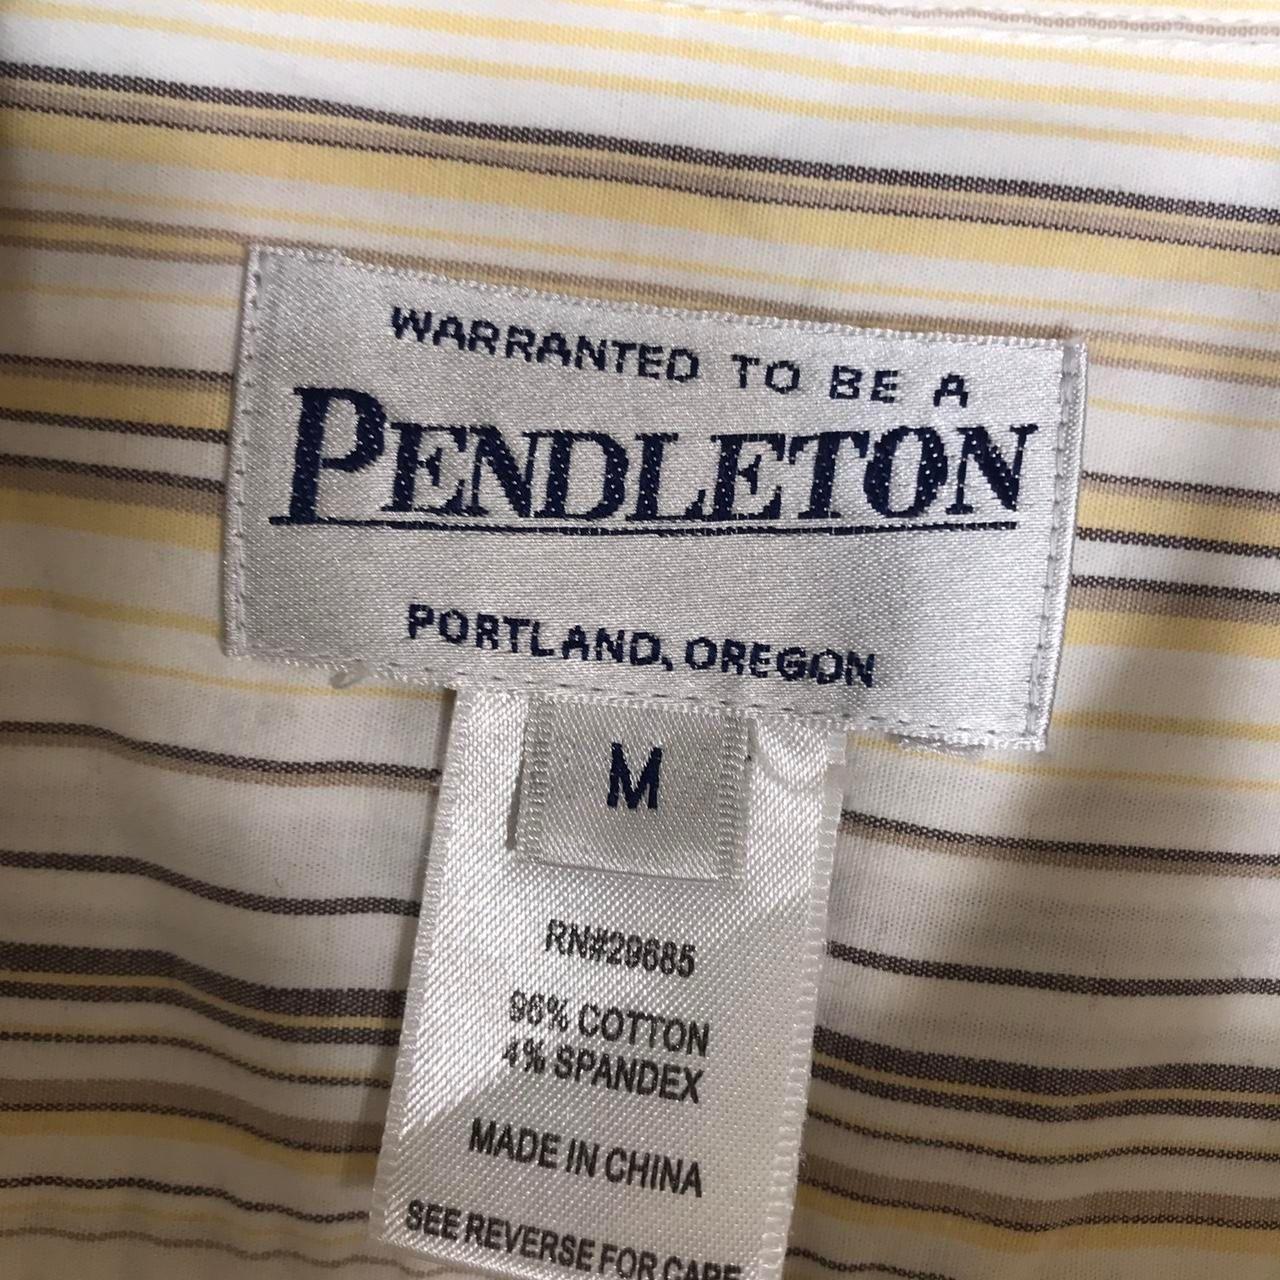 WARRANTED TO BE A
PENDLETON
PORTLAND, OREGON
M
RN#29685
96% COTTON
4% SPANDEX
MADE IN CHINA
SEE REVERSE FOR CARE